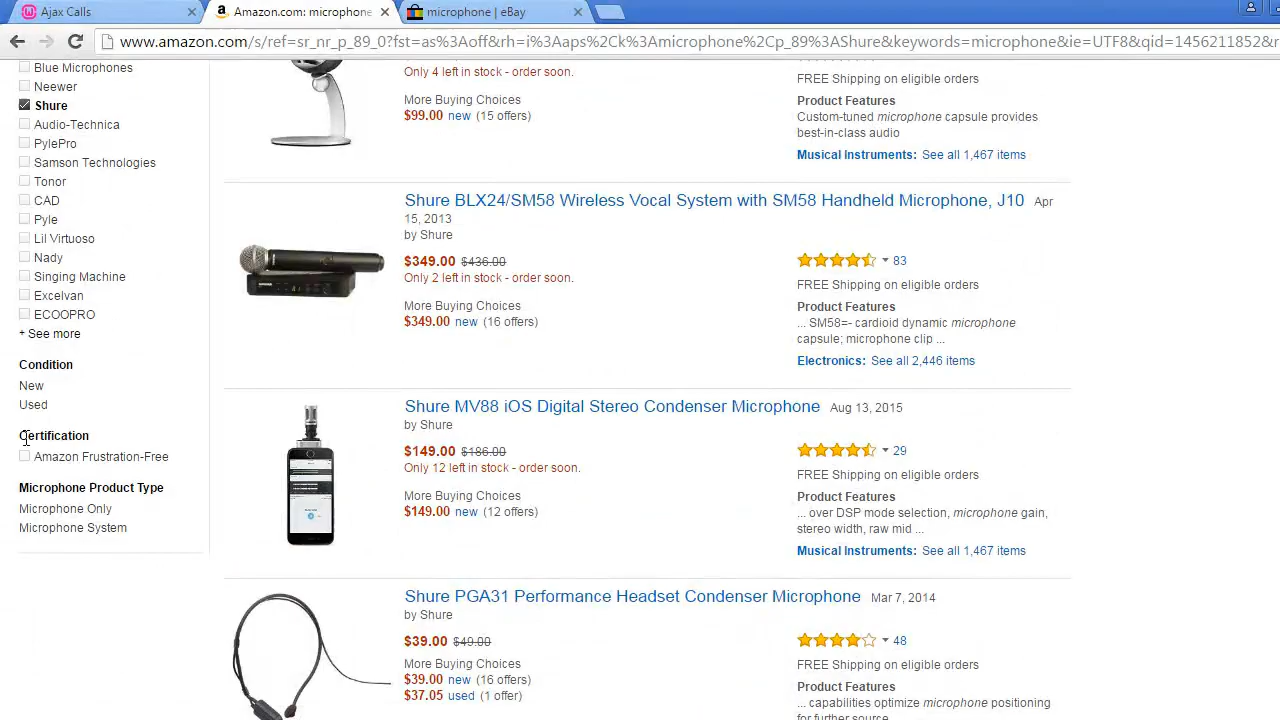 Ajax Calls
Amazon.com: microphone
microphone | eBay
www.amazon.com/s/ref=sr_nr_p_89_0?fst=as%3Aoff&rh=i%3Aaps%2Ck%3Amicrophone%2Cp_89%3AShure&keywords=microphone&ie=UTF8&qid=1456211852&r
Blue Microphones
Neewer
Shure
Audio-Technica
PylePro
Samson Technologies
Tonor
CAD
Pyle
Lil Virtuoso
Nady
Singing Machine
Excelvan
ECOOPRO
+ See more
Condition
New
Used
Certification
Amazon Frustration-Free
Microphone Product Type
Microphone Only
Microphone System
Only 4 left in stock - order soon.
More Buying Choices
$99.00 new (15 offers)
FREE Shipping on eligible orders
Product Features
Custom-tuned microphone capsule provides
best-in-class audio
Musical Instruments: See all 1,467 items
Shure BLX24/SM58 Wireless Vocal System with SM58 Handheld Microphone, J10 Apr
15, 2013
by Shure
$349.00 $436.00
Only 2 left in stock - order soon.
More Buying Choices
$349.00 new (16 offers)
83
FREE Shipping on eligible orders
Product Features
... SM58=- cardioid dynamic microphone
capsule; microphone clip ...
Electronics: See all 2,446 items
Shure MV88 iOS Digital Stereo Condenser Microphone Aug 13, 2015
by Shure
$149.00 $186.00
Only 12 left in stock - order soon.
More Buying Choices
$149.00 new (12 offers)
29
FREE Shipping on eligible orders
Product Features
... over DSP mode selection, microphone gain,
stereo width, raw mid ...
Musical Instruments: See all 1,467 items
Shure PGA31 Performance Headset Condenser Microphone Mar 7, 2014
by Shure
$39.00 $49.00
More Buying Choices
$39.00 new (16 offers)
$37.05 used (1 offer)
48
FREE Shipping on eligible orders
Product Features
... capabilities optimize microphone positioning
for further source